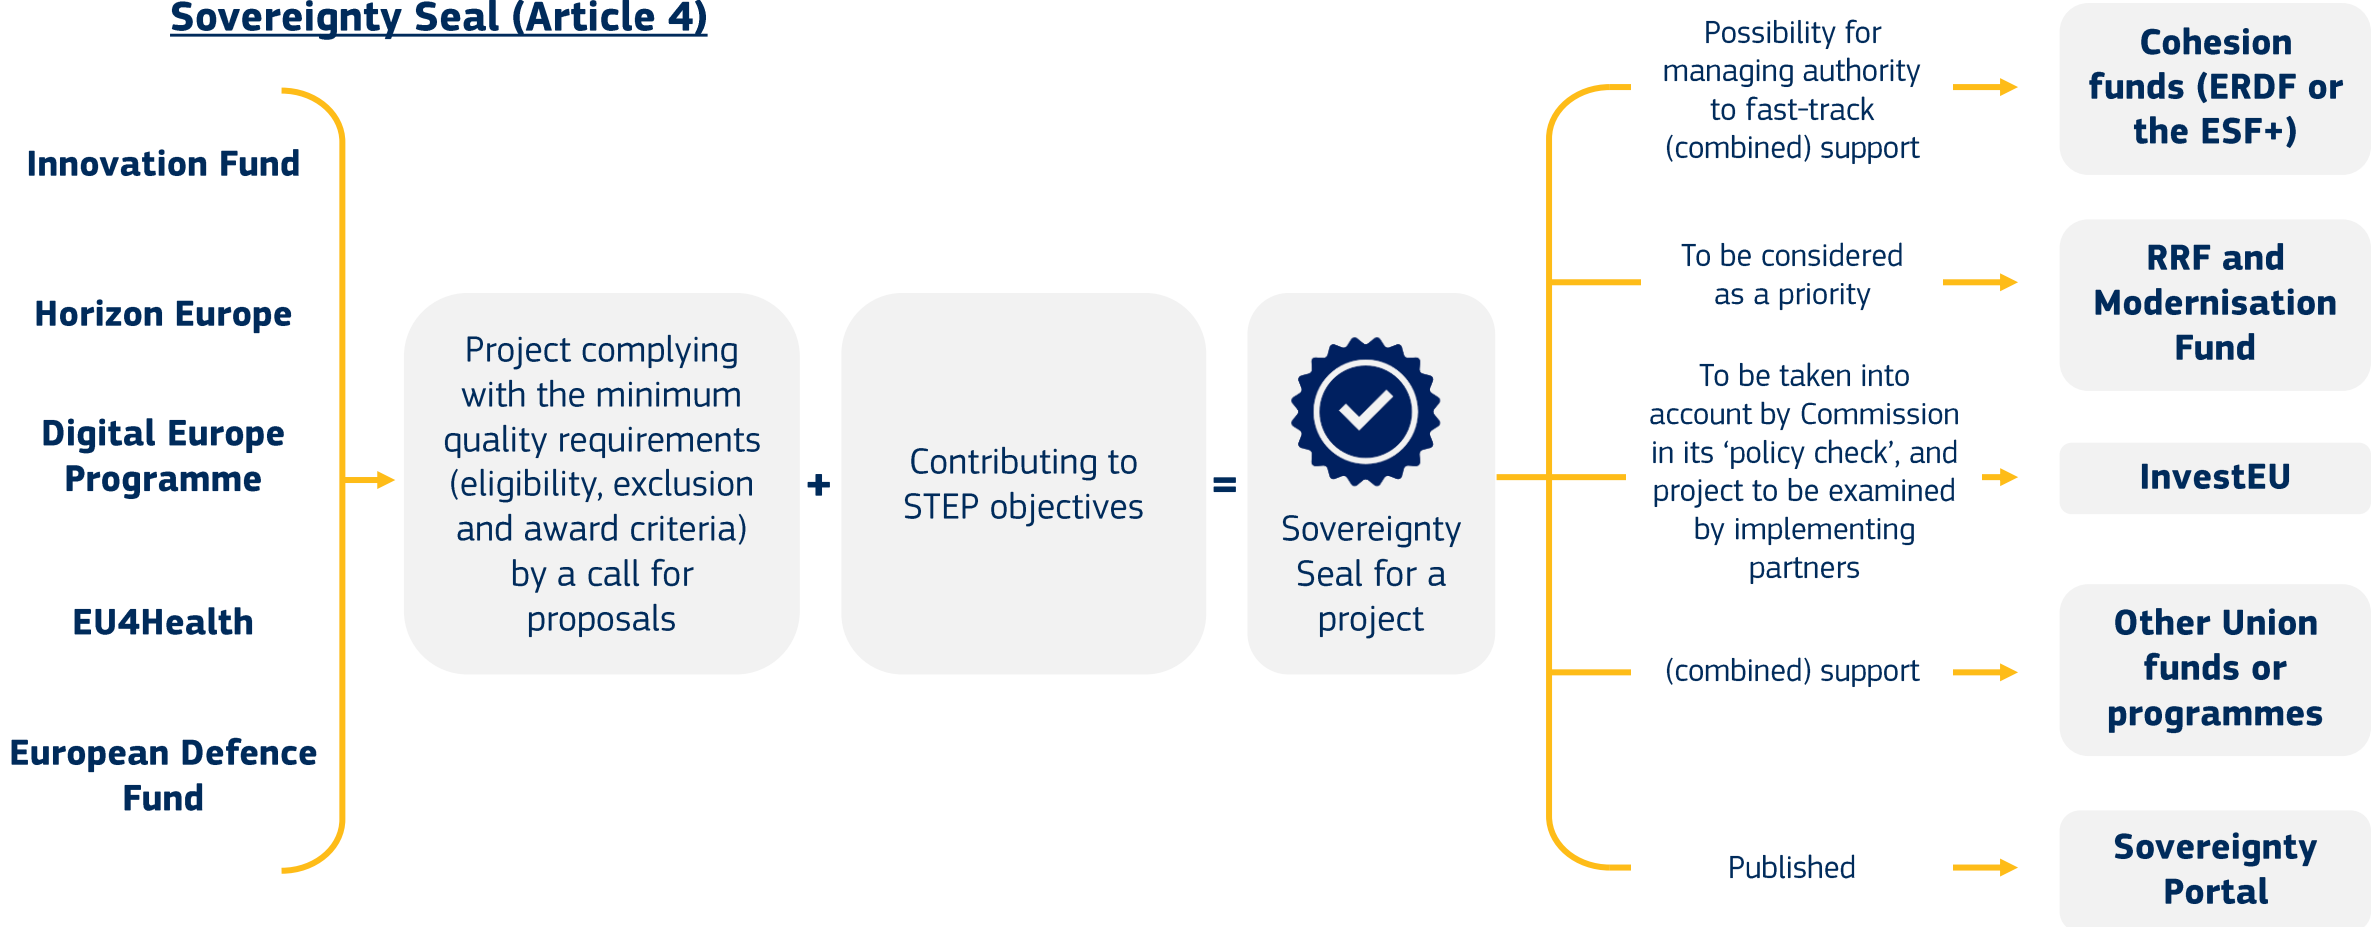 Sovereignty Seal (Article 4)
Innovation Fund
Horizon Europe
Digital Europe
Programme
EU4Health
European Defence
Fund
Project complying
with the minimum
quality requirements
(eligibility, exclusion
and award criteria)
by a call for
proposals
+
Contributing to
STEP objectives
=
Sovereignty
Seal for a
project
Possibility for
managing authority
to fast-track
(combined) support
Cohesion
funds (ERDF or
the ESF+)
To be considered
as a priority
RRF and
Modernisation
Fund
To be taken into
account by Commission
in its ‘policy check’, and
project to be examined
by implementing
partners
InvestEU
(combined) support
Other Union
funds or
programmes
Published
Sovereignty
Portal